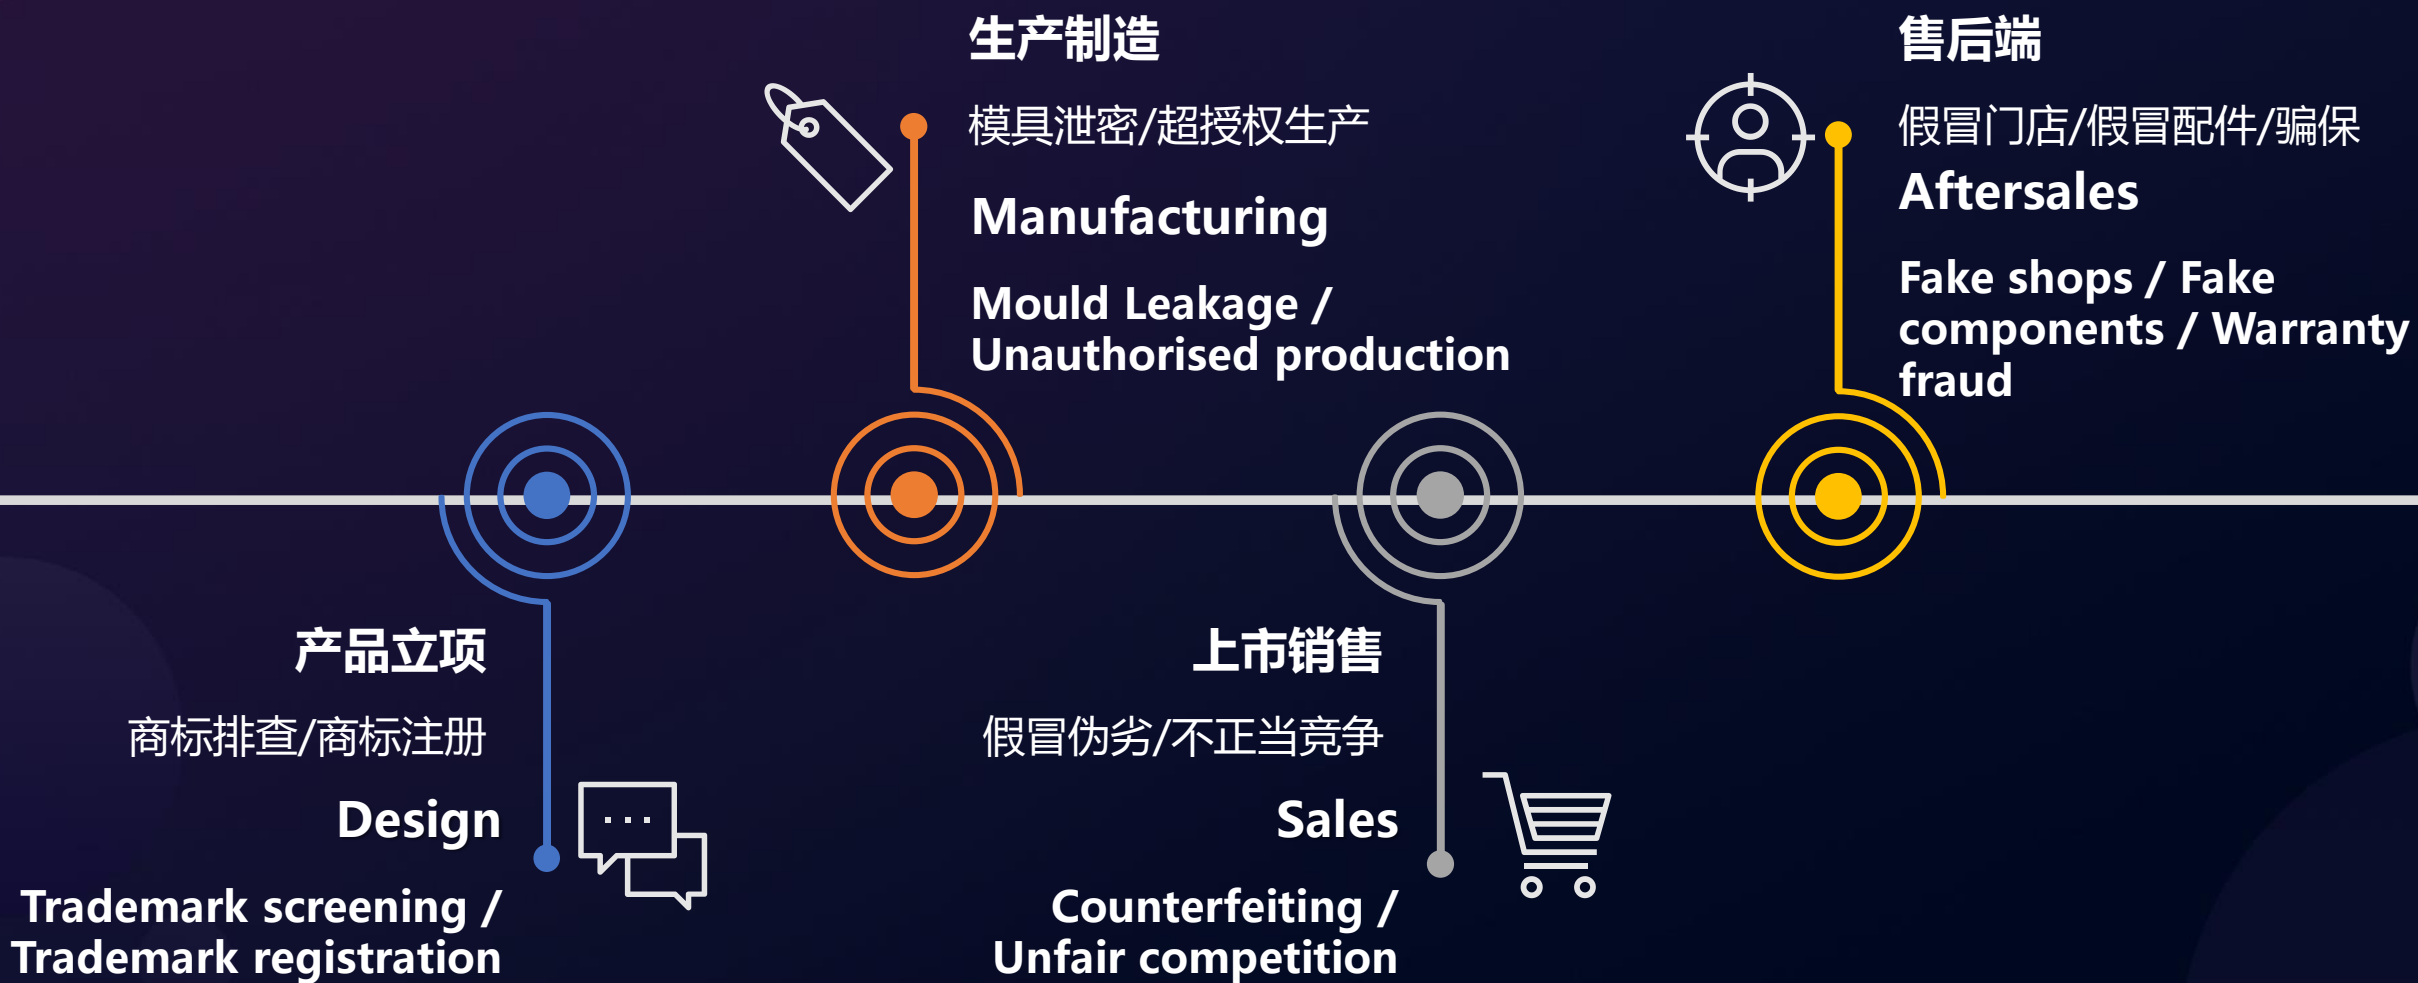 产品立项
商标排查/商标注册
Design
Trademark screening /
Trademark registration
生产制造
模具泄密/超授权生产
Manufacturing
Mould Leakage /
Unauthorised production
上市销售
假冒伪劣/不正当竞争
Sales
Counterfeiting /
Unfair competition
售后端
假冒门店/假冒配件/骗保
Aftersales
Fake shops / Fake
components / Warranty
fraud